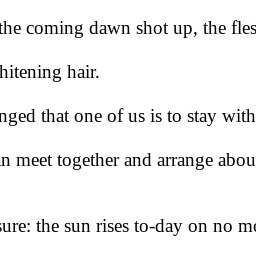 the coming dawn shot up, the fles
hitening hair.
nged that one of us is to stay with
n meet together and arrange abou
sure: the sun rises to-day on no mo